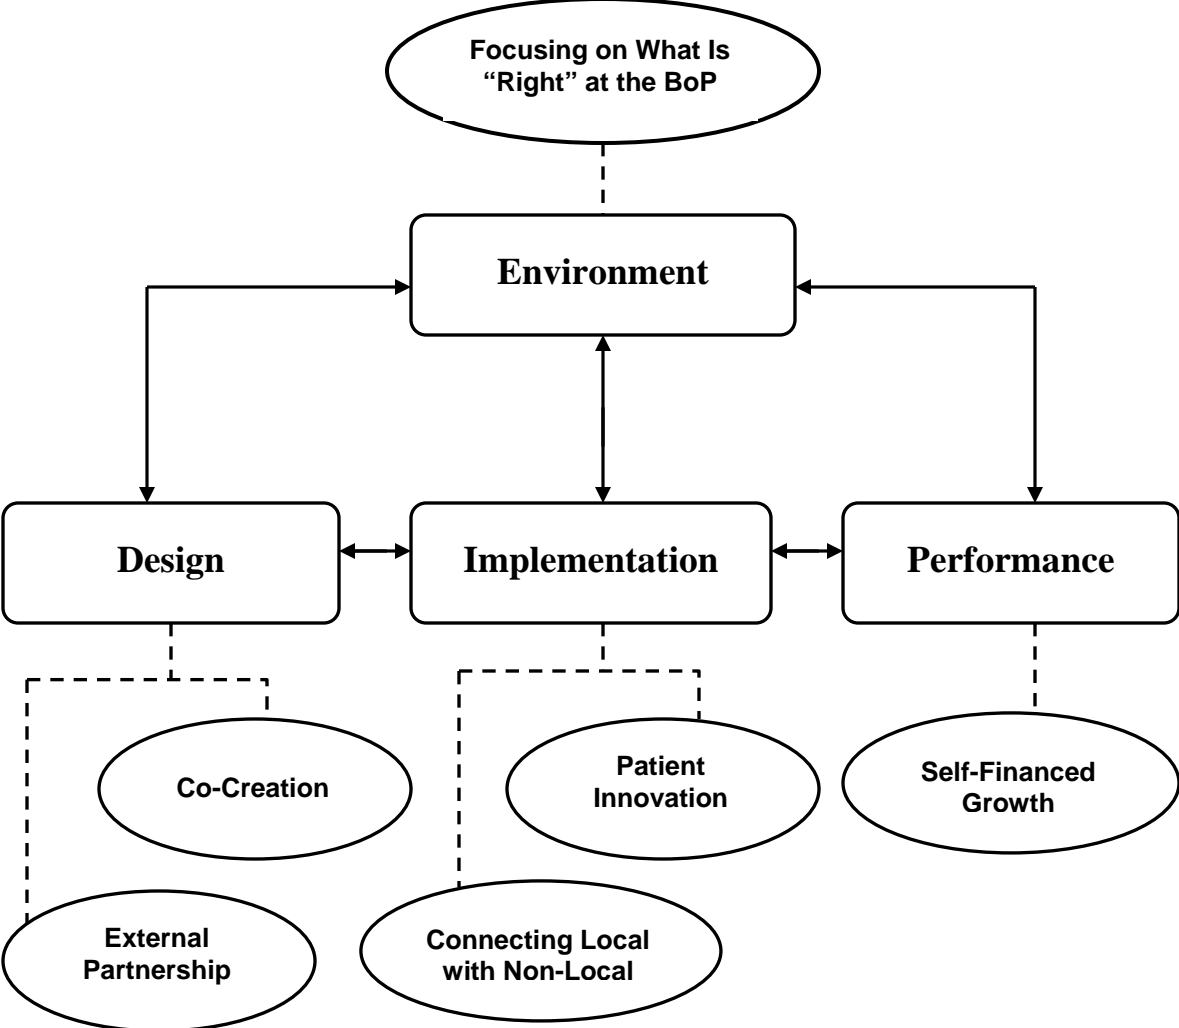 Focusing on What Is
“Right” at the BoP
Environment
Design
Implementation
Performance
Co-Creation
Patient
Innovation
Self-Financed
Growth
External
Partnership
Connecting Local
with Non-Local